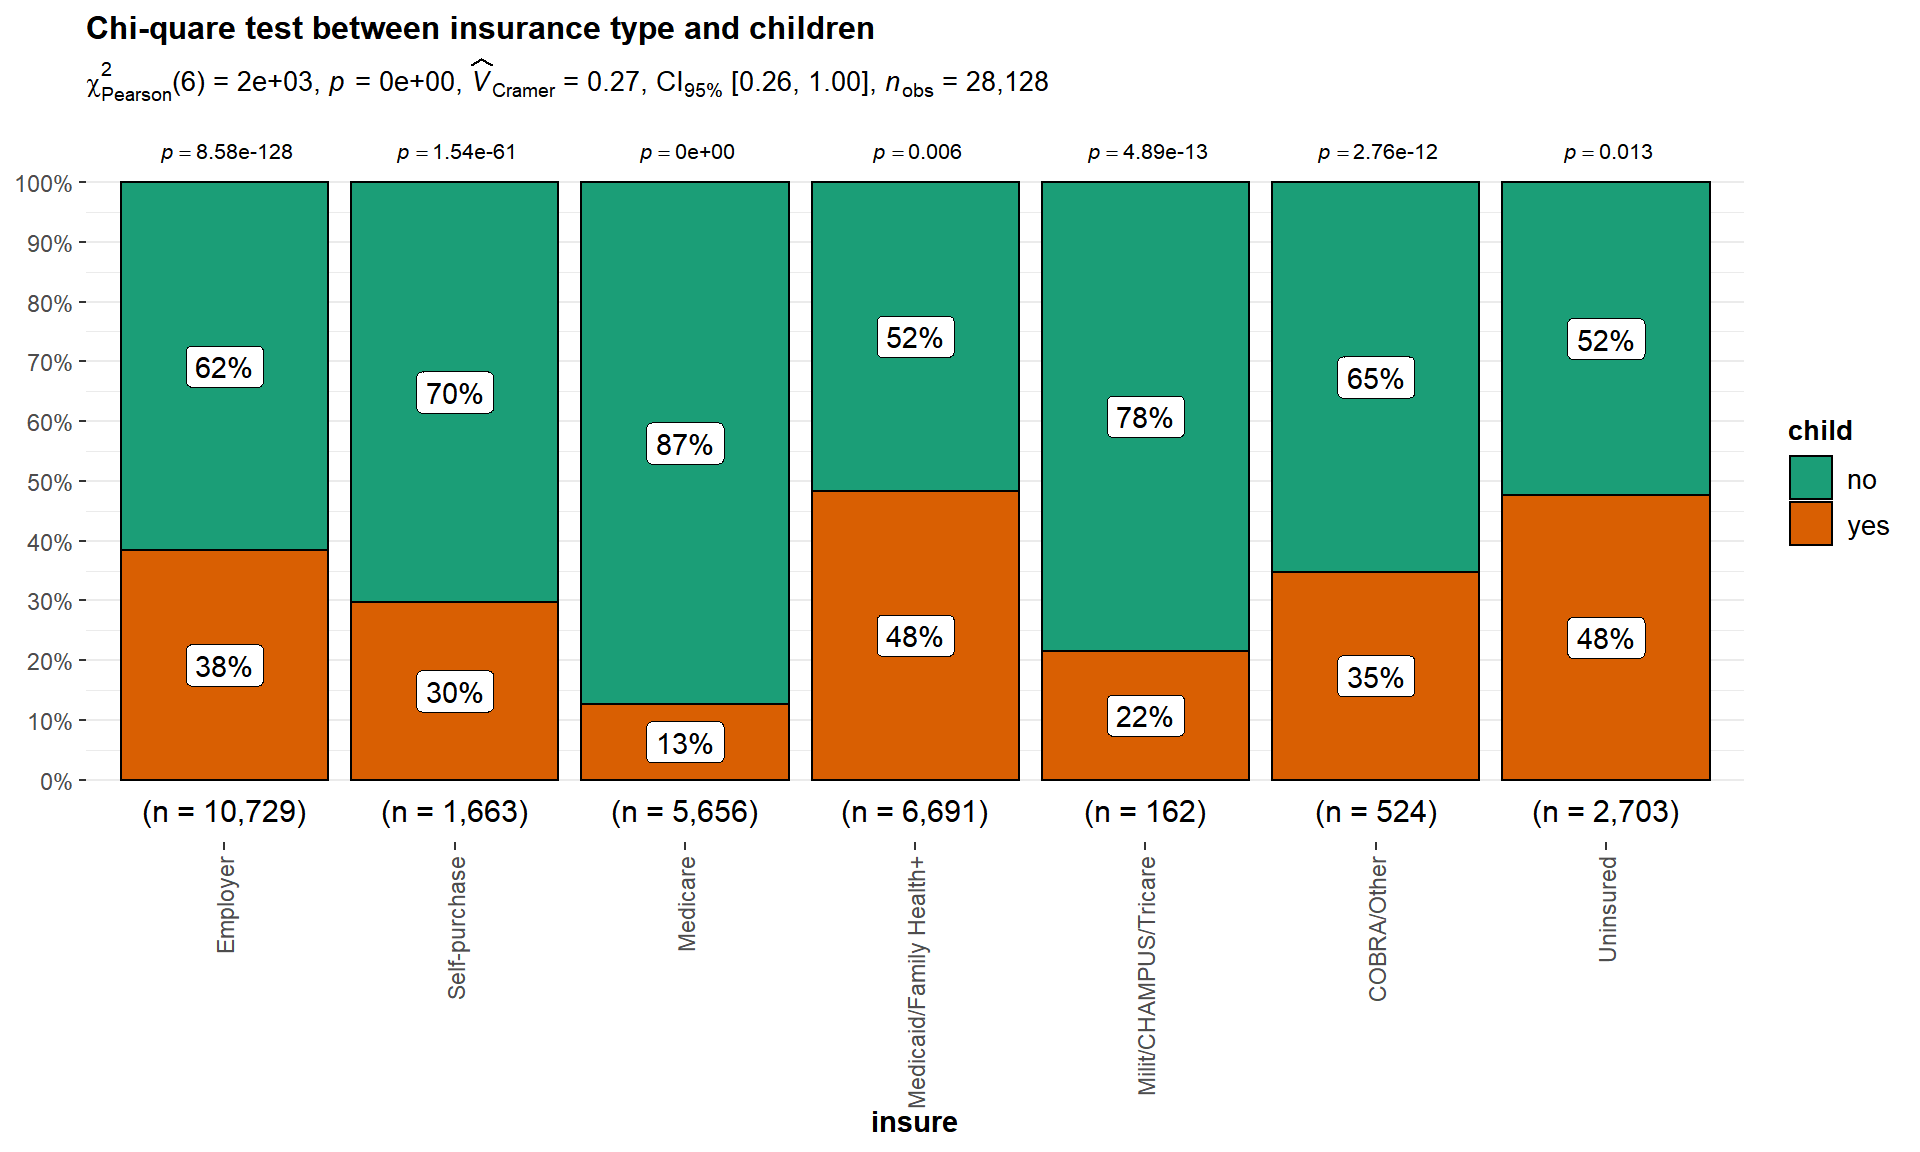 Chi-quare test between insurance type and children
χ²Pearson(6) = 2e+03, p = 0e+00, V̂Cramer = 0.27, CI95% [0.26, 1.00], nobs = 28,128
p = 8.58e-128 p = 1.54e-61 p = 0e+00 p = 0.006 p = 4.89e-13 p = 2.76e-12 p = 0.013
100%
90%
80%
70%
60%
50%
40%
30%
20%
10%
0%
62% 70% 87% 52% 78% 65% 52%
38% 30% 13% 48% 22% 35% 48%
child
no
yes
(n = 10,729) (n = 1,663) (n = 5,656) (n = 6,691) (n = 162) (n = 524) (n = 2,703)
Employer
Self-purchase
Medicare
Medicaid/Family Health+
Milit/CHAMPUS/Tricare
COBRA/Other
Uninsured
insure